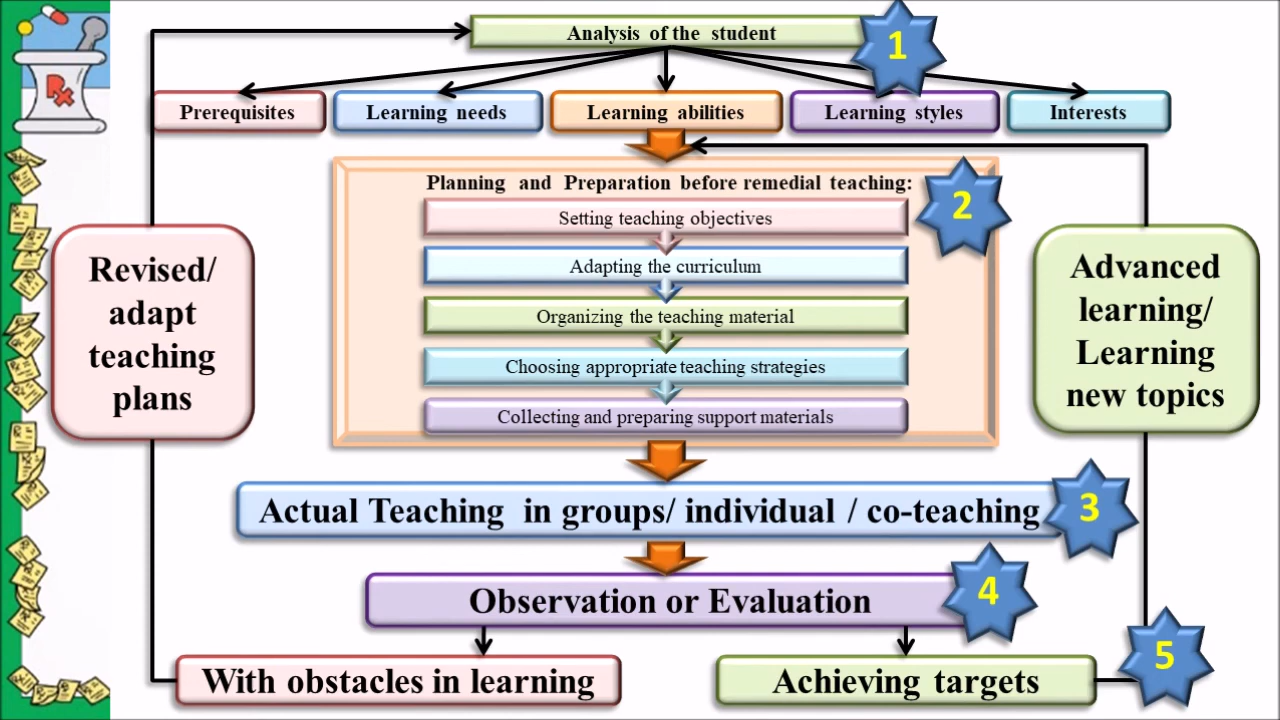 Analysis of the student
1
Prerequisites
Learning needs
Learning abilities
Learning styles
Interests
Planning and Preparation before remedial teaching:
2
Setting teaching objectives
Adapting the curriculum
Organizing the teaching material
Choosing appropriate teaching strategies
Collecting and preparing support materials
Revised/
adapt
teaching
plans
Advanced
learning/
Learning
new topics
Actual Teaching in groups/ individual / co-teaching
3
Observation or Evaluation
4
With obstacles in learning
Achieving targets
5
Rx